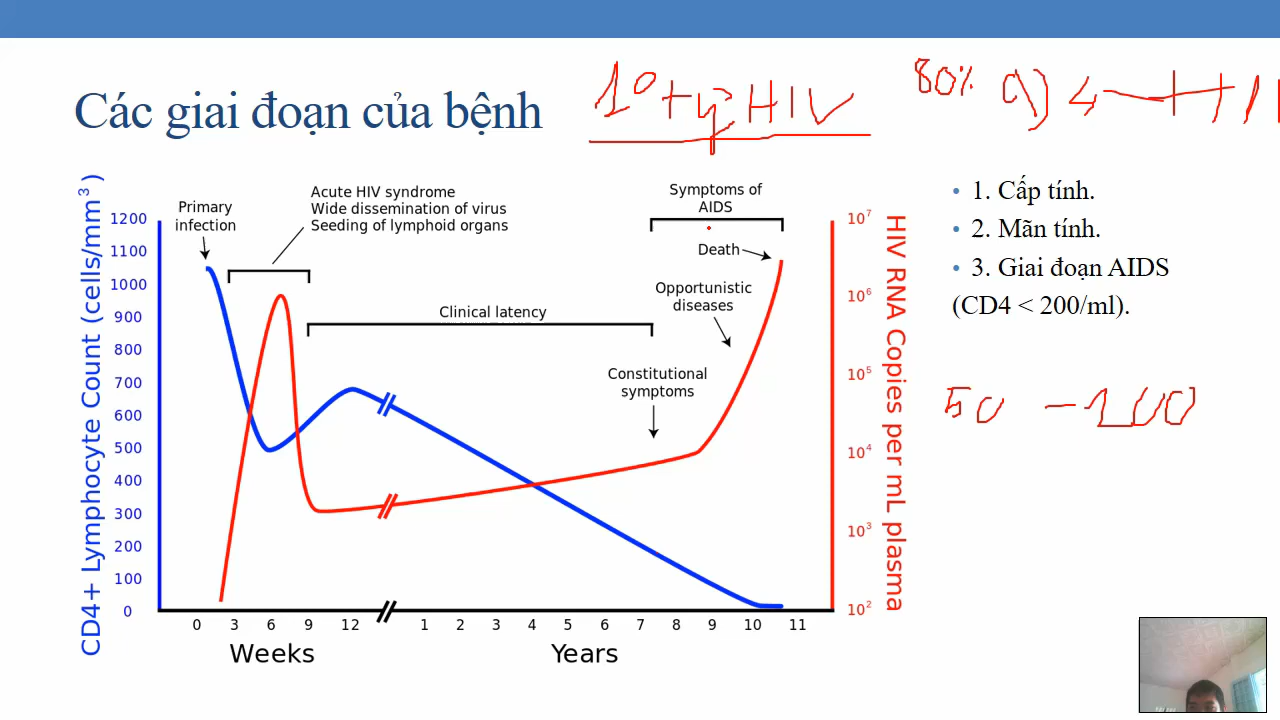 Các giai đoạn của bệnh
10 tỷ HIV
80%
1. Cấp tính.
2. Mãn tính.
3. Giai đoạn AIDS
(CD4 < 200/ml).
50 - 100
CD4+ Lymphocyte Count (cells/mm³)
1200
1100
1000
900
800
700
600
500
400
300
200
100
0
Primary
infection
Acute HIV syndrome
Wide dissemination of virus
Seeding of lymphoid organs
Clinical latency
Symptoms of
AIDS
Death
Opportunistic
diseases
Constitutional
symptoms
10⁷
10⁶
10⁵
10⁴
10³
10²
HIV RNA Copies per mL plasma
0 3 6 9 12 1 2 3 4 5 6 7 8 9 10 11
Weeks Years